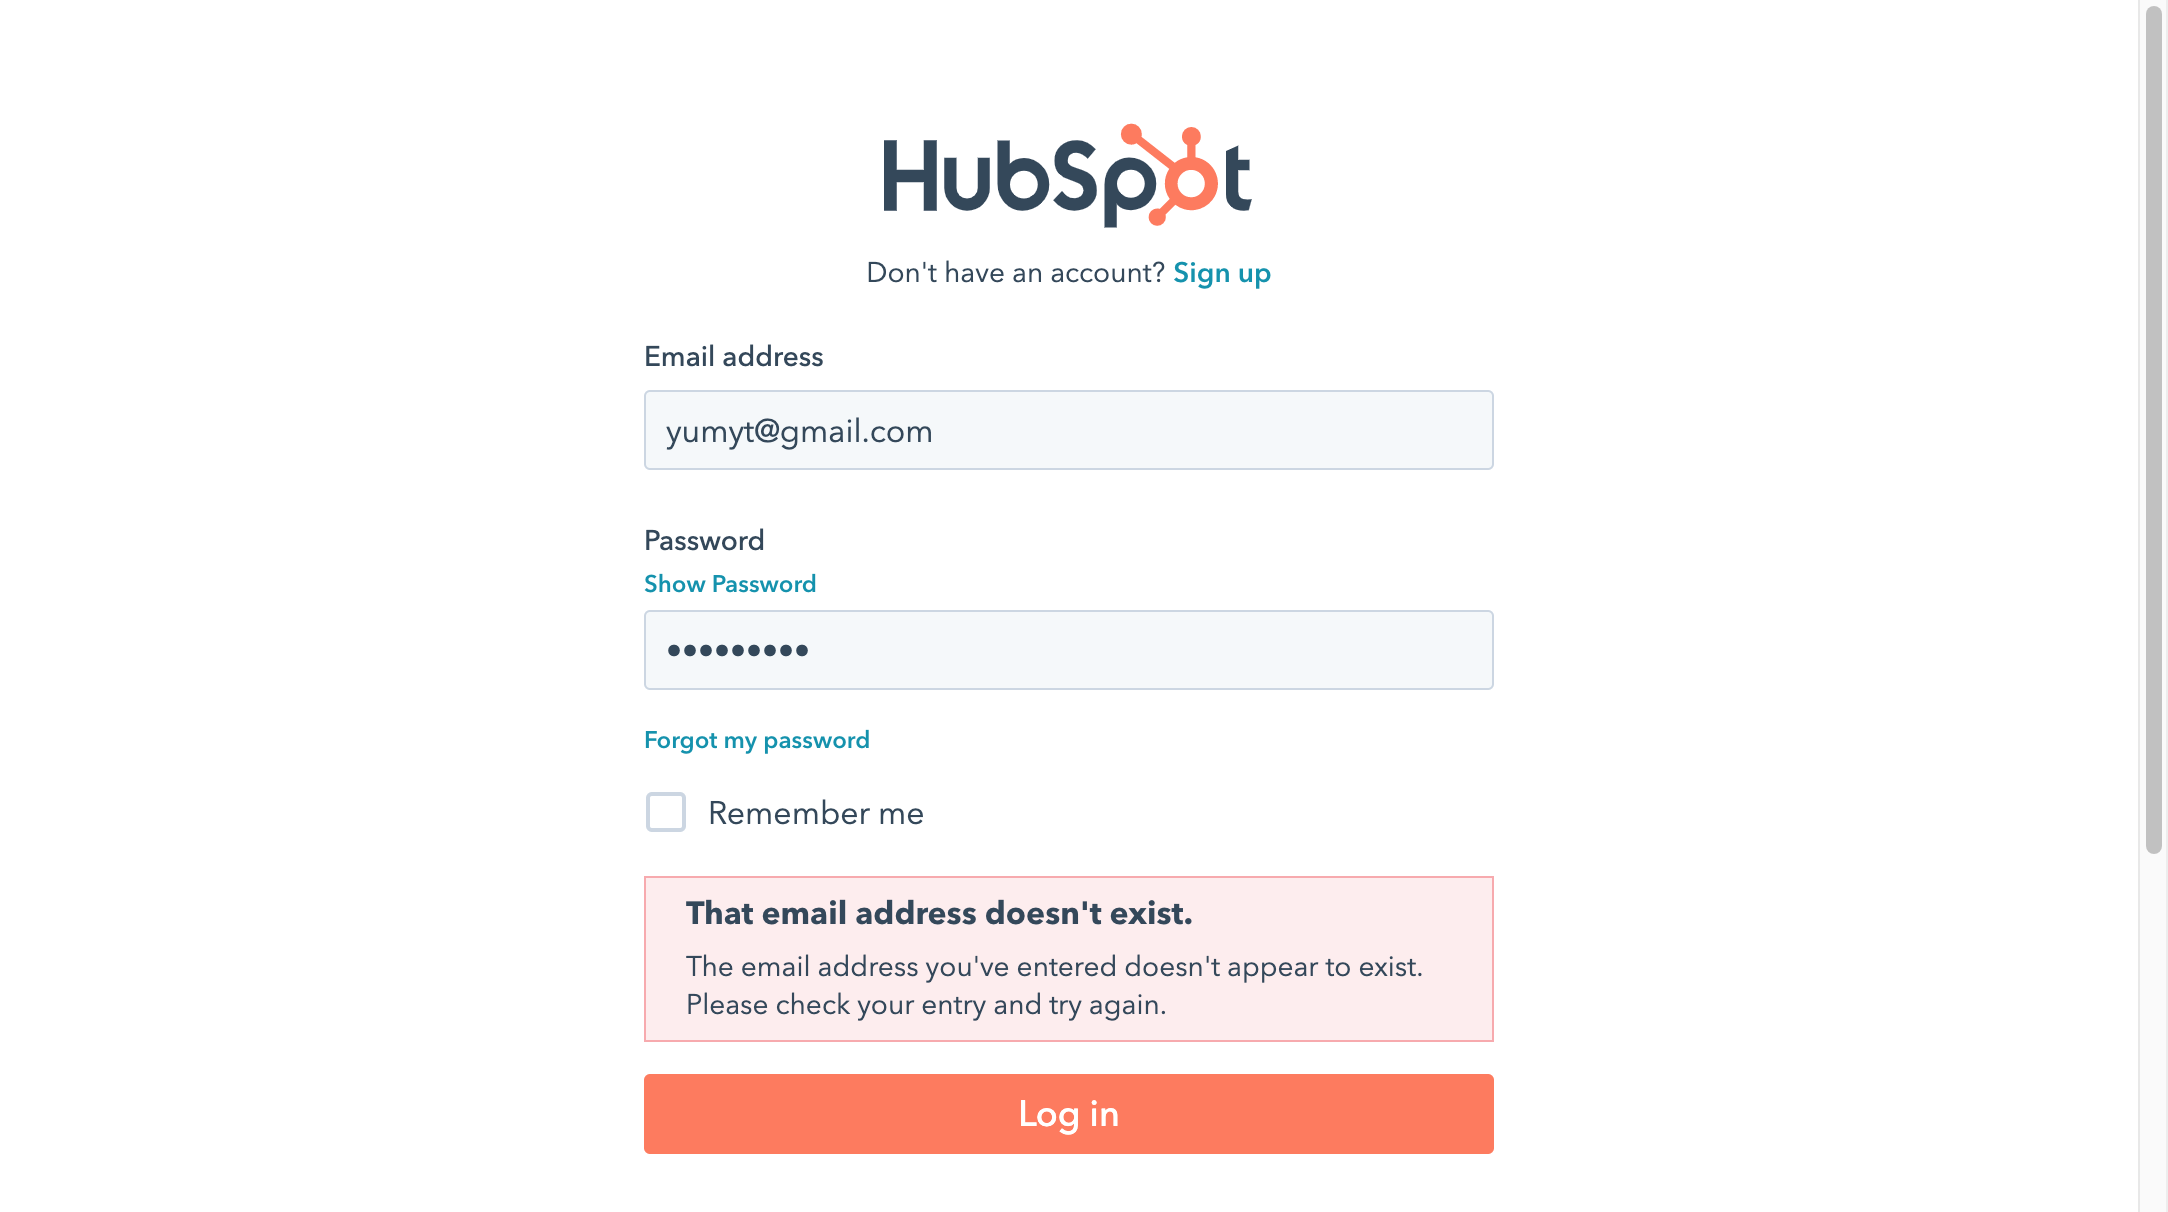 HubSpot
Don't have an account? Sign up
Email address
yumyt@gmail.com
Password
Show Password
•••••••••
Forgot my password
Remember me
That email address doesn't exist.
The email address you've entered doesn't appear to exist.
Please check your entry and try again.
Log in